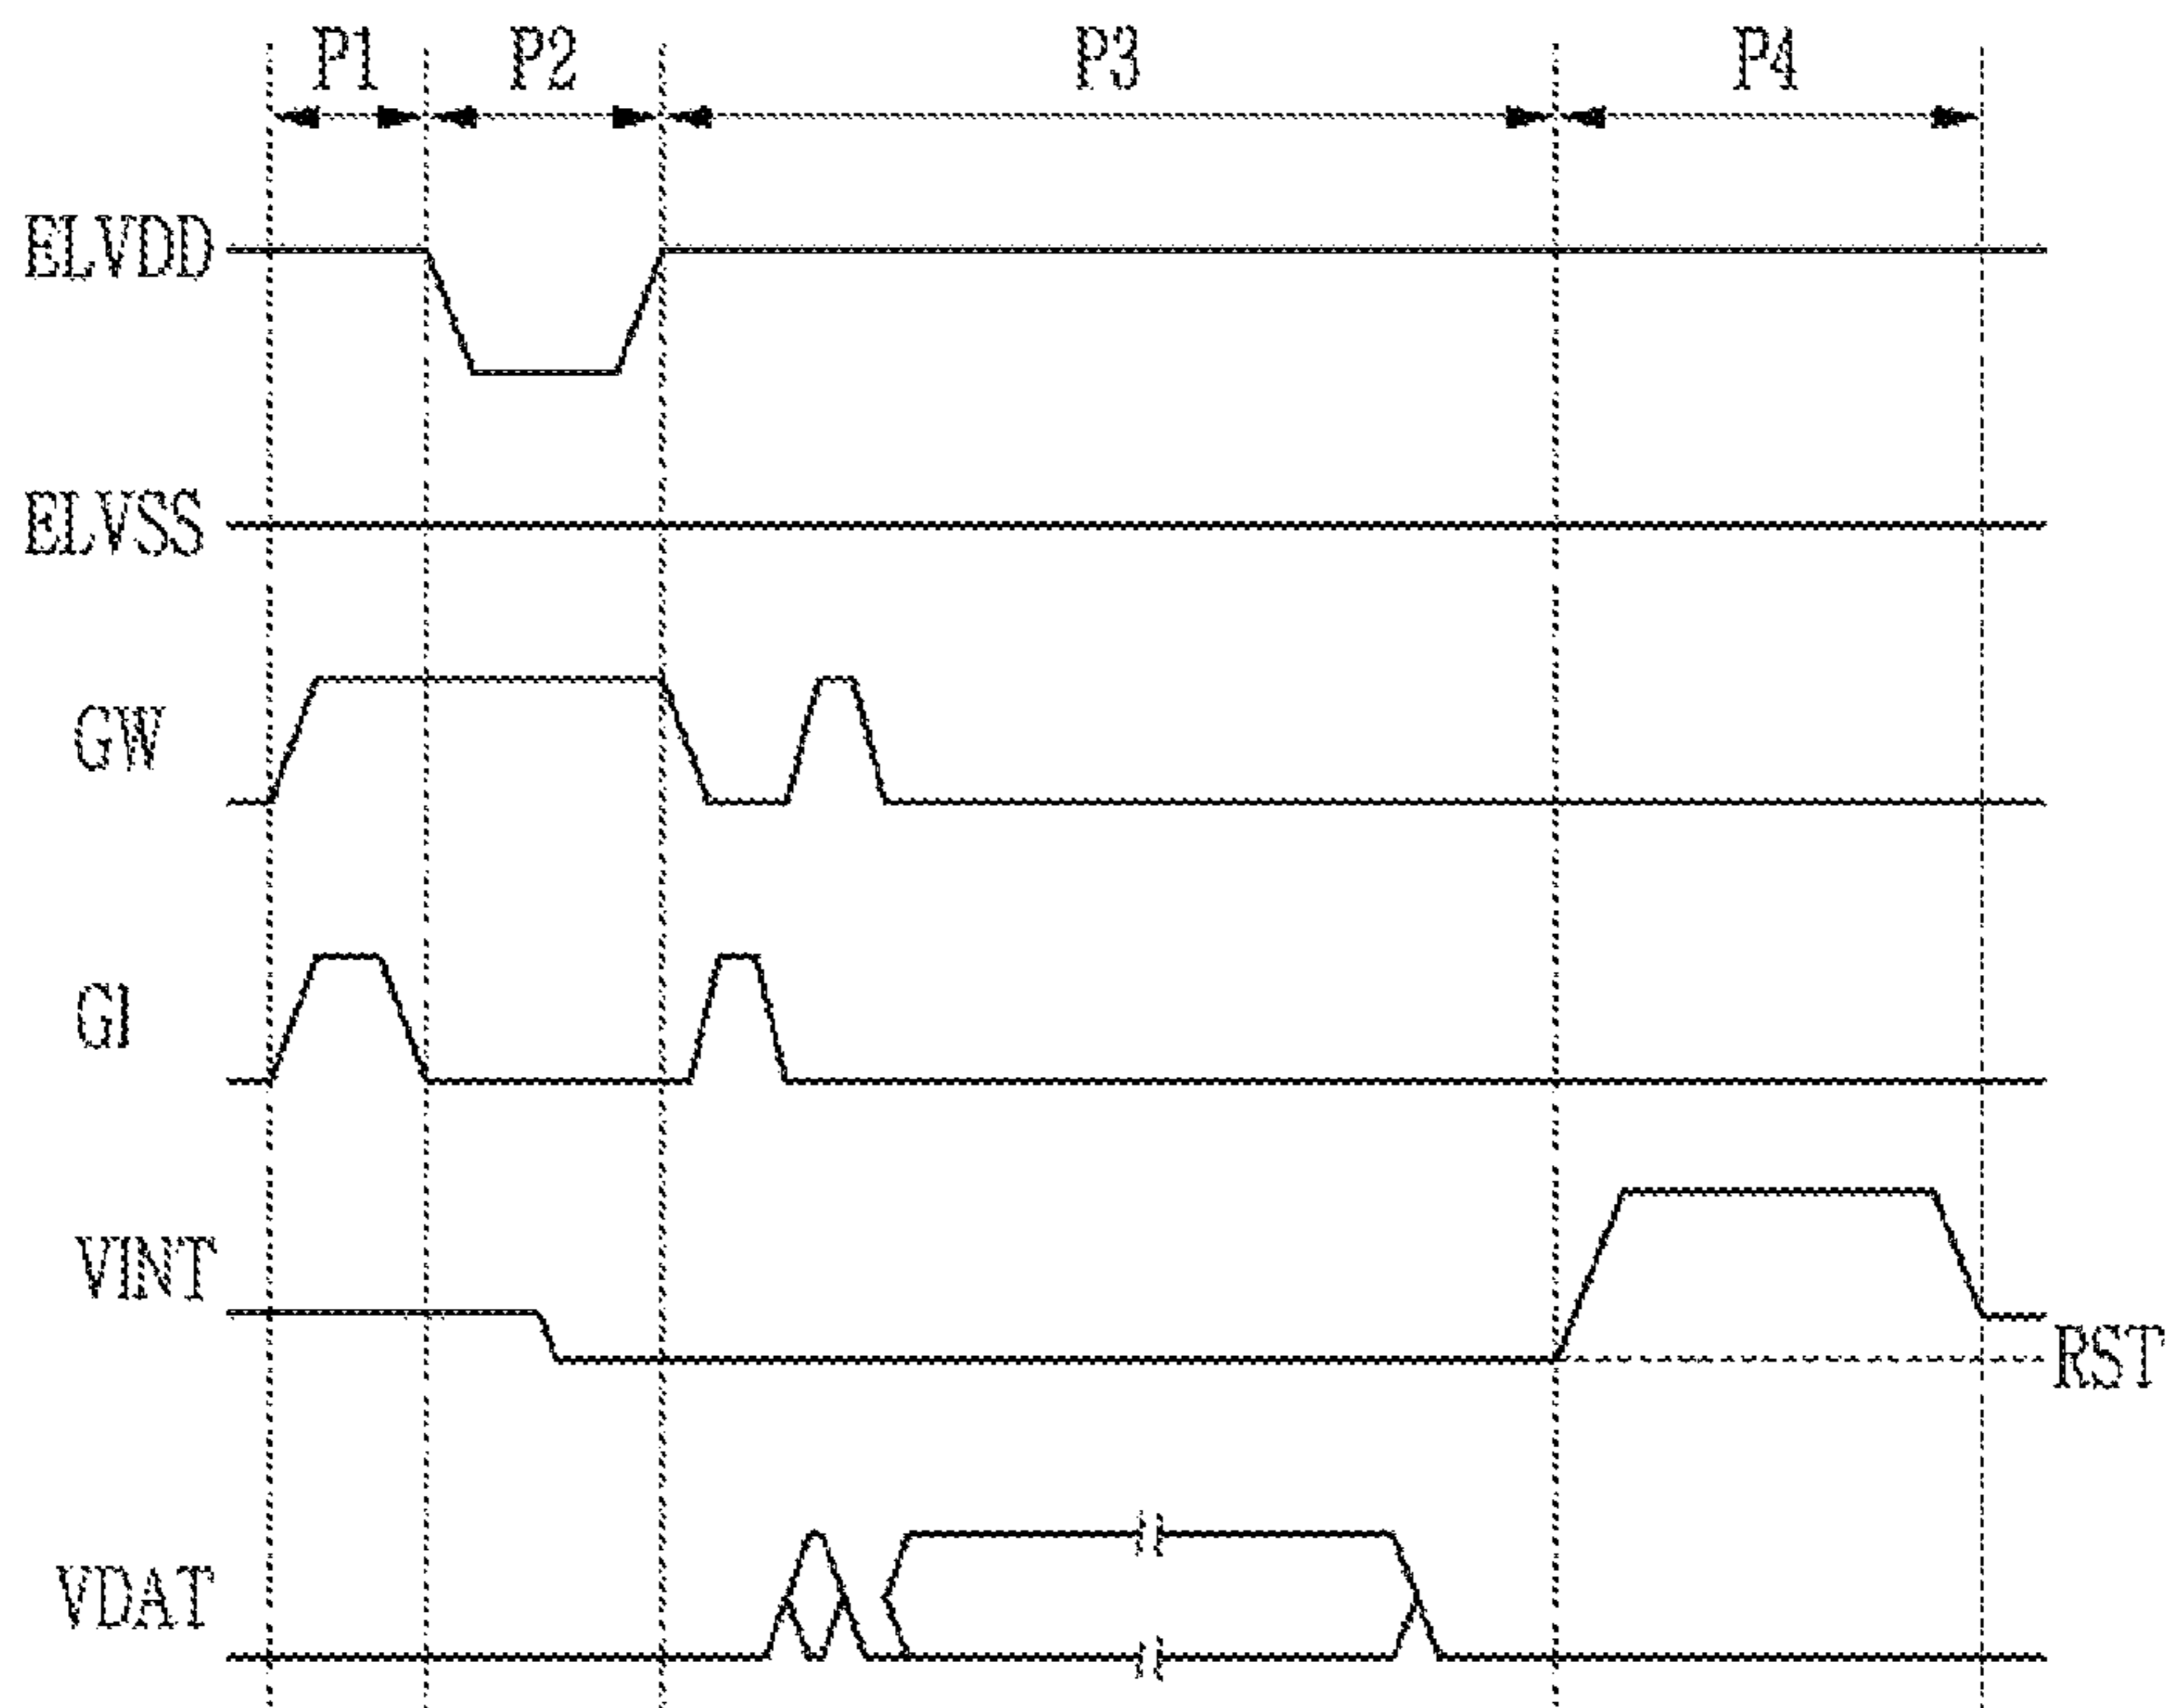 P1 P2 P3 P4
ELVDD
ELVSS
GW
GI
VINT
RST
VDAT